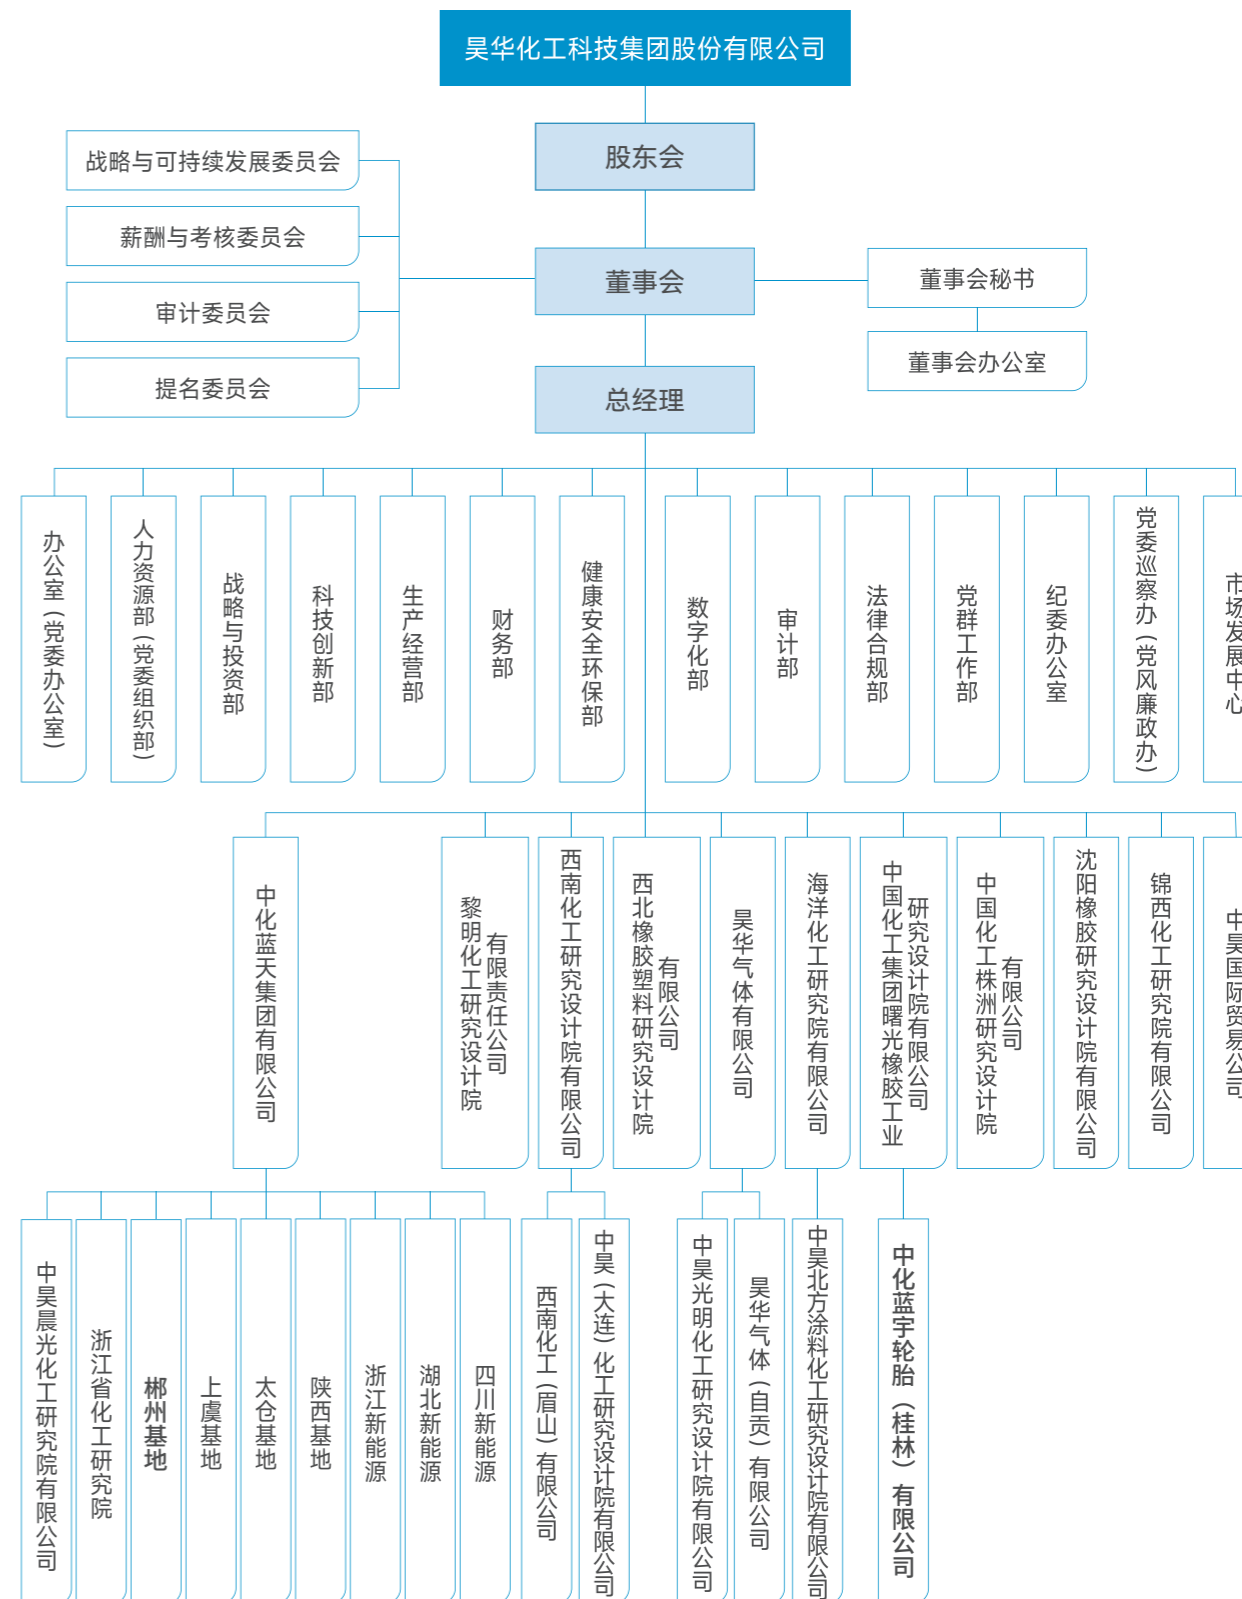 昊华化工科技集团股份有限公司
股东会
战略与可持续发展委员会
薪酬与考核委员会
审计委员会
提名委员会
董事会
董事会秘书
董事会办公室
总经理
办公室（党委办公室）
人力资源部（党委组织部）
战略与投资部
科技创新部
生产经营部
财务部
健康安全环保部
数字化部
审计部
法律合规部
党群工作部
纪委办公室
党委巡察办（党风廉政办）
市场发展中心
中化蓝天集团有限公司
黎明化工研究设计院
有限责任公司
西南化工研究设计院有限公司
西北橡胶塑料研究设计院
有限公司
昊华气体有限公司
海洋化工研究院有限公司
中国化工集团曙光橡胶工业
研究设计院有限公司
中国化工株洲研究设计院
有限公司
沈阳橡胶研究设计院有限公司
锦西化工研究院有限公司
中昊国际贸易公司
中昊晨光化工研究院有限公司
浙江省化工研究院
郴州基地
上虞基地
太仓基地
陕西基地
浙江新能源
湖北新能源
四川新能源
西南化工（眉山）有限公司
中昊（大连）化工研究设计院有限公司
中昊光明化工研究设计院有限公司
昊华气体（自贡）有限公司
中昊北方涂料化工研究设计院有限公司
中化蓝宇轮胎（桂林）有限公司